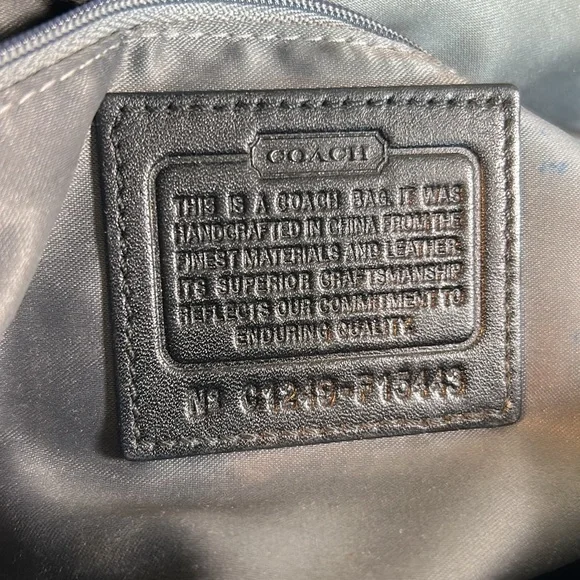 COACH
THIS IS A COACH BAG. IT WAS
HANDCRAFTED IN CHINA FROM THE
FINEST MATERIALS AND LEATHER.
ITS SUPERIOR CRAFTSMANSHIP
REFLECTS OUR COMMITMENT TO
ENDURING QUALITY.
Nº C1249-F15443